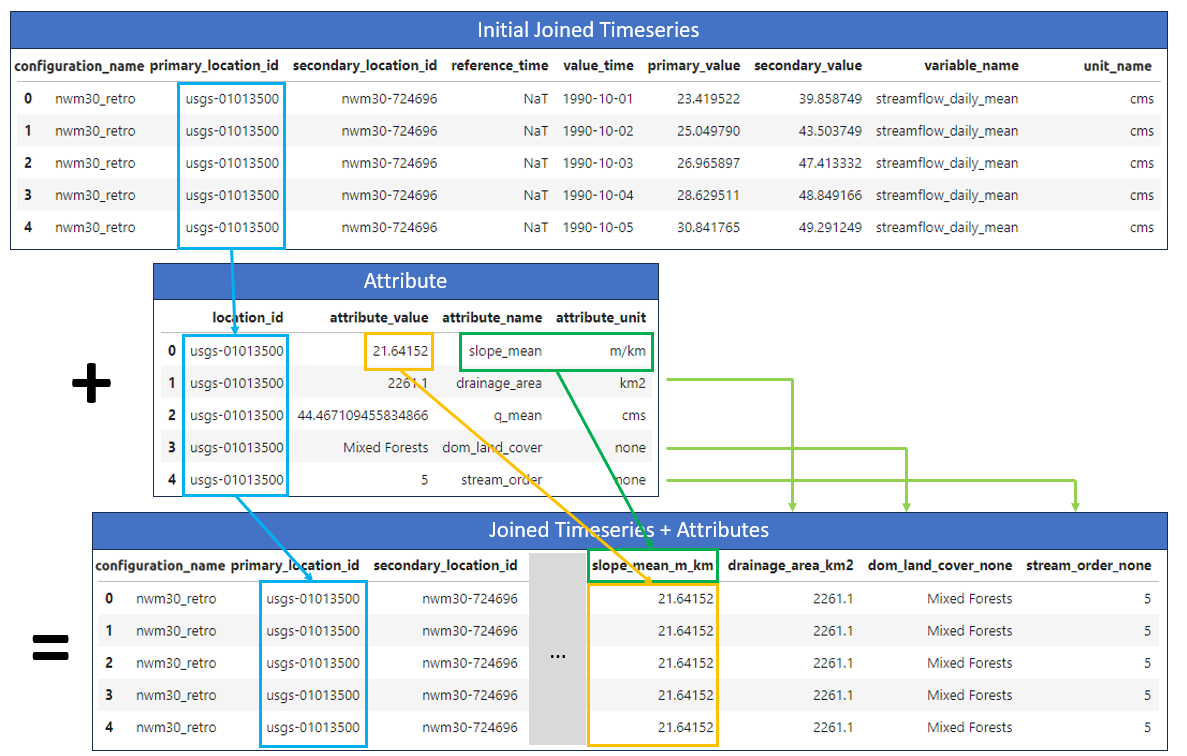 Initial Joined Timeseries
configuration_name primary_location_id secondary_location_id reference_time value_time primary_value secondary_value variable_name unit_name
0 nwm30_retro usgs-01013500 nwm30-724696 NaT 1990-10-01 23.419522 39.858749 streamflow_daily_mean cms
1 nwm30_retro usgs-01013500 nwm30-724696 NaT 1990-10-02 25.049790 43.503749 streamflow_daily_mean cms
2 nwm30_retro usgs-01013500 nwm30-724696 NaT 1990-10-03 26.965897 47.413332 streamflow_daily_mean cms
3 nwm30_retro usgs-01013500 nwm30-724696 NaT 1990-10-04 28.629511 48.849166 streamflow_daily_mean cms
4 nwm30_retro usgs-01013500 nwm30-724696 NaT 1990-10-05 30.841765 49.291249 streamflow_daily_mean cms
Attribute
location_id attribute_value attribute_name attribute_unit
0 usgs-01013500 21.64152 slope_mean m/km
1 usgs-01013500 2261.1 drainage_area km2
2 usgs-01013500 44.467109455834866 q_mean cms
3 usgs-01013500 Mixed Forests dom_land_cover none
4 usgs-01013500 5 stream_order none
+
Joined Timeseries + Attributes
configuration_name primary_location_id secondary_location_id slope_mean_m_km drainage_area_km2 dom_land_cover_none stream_order_none
0 nwm30_retro usgs-01013500 nwm30-724696 21.64152 2261.1 Mixed Forests 5
1 nwm30_retro usgs-01013500 nwm30-724696 21.64152 2261.1 Mixed Forests 5
2 nwm30_retro usgs-01013500 nwm30-724696 ... 21.64152 2261.1 Mixed Forests 5
3 nwm30_retro usgs-01013500 nwm30-724696 21.64152 2261.1 Mixed Forests 5
4 nwm30_retro usgs-01013500 nwm30-724696 21.64152 2261.1 Mixed Forests 5
=